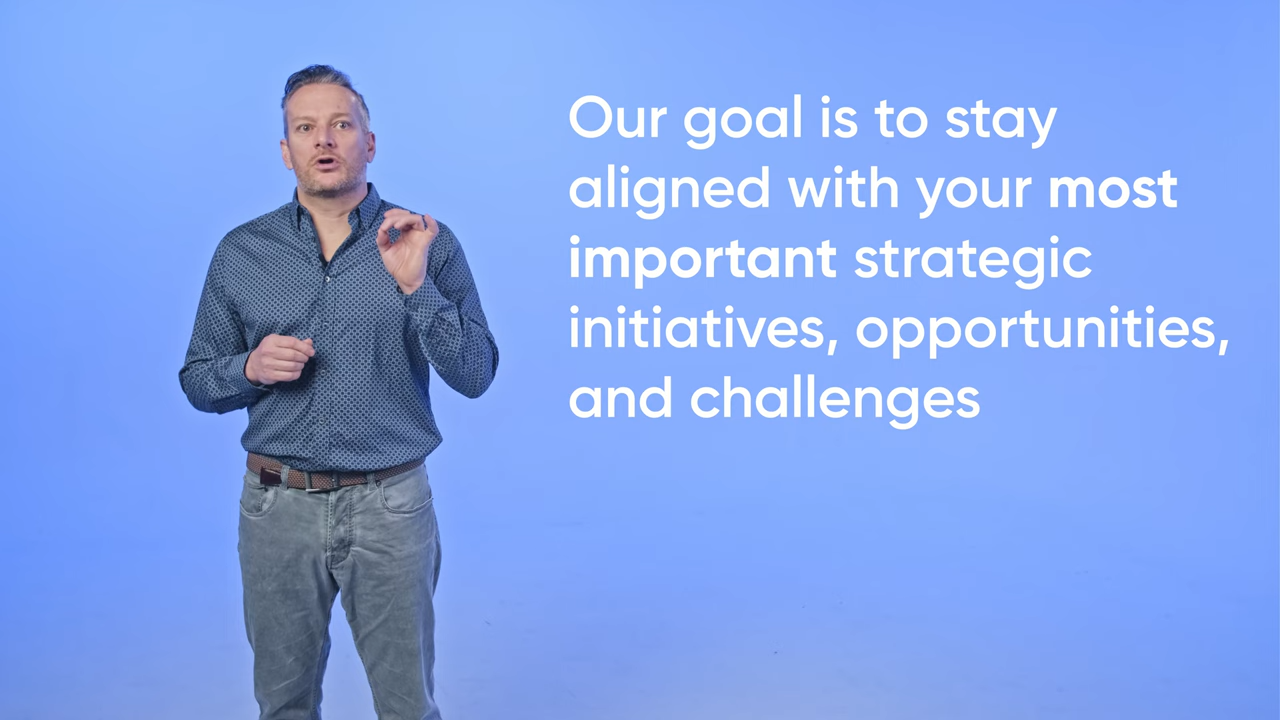 Our goal is to stay
aligned with your most
important strategic
initiatives, opportunities,
and challenges